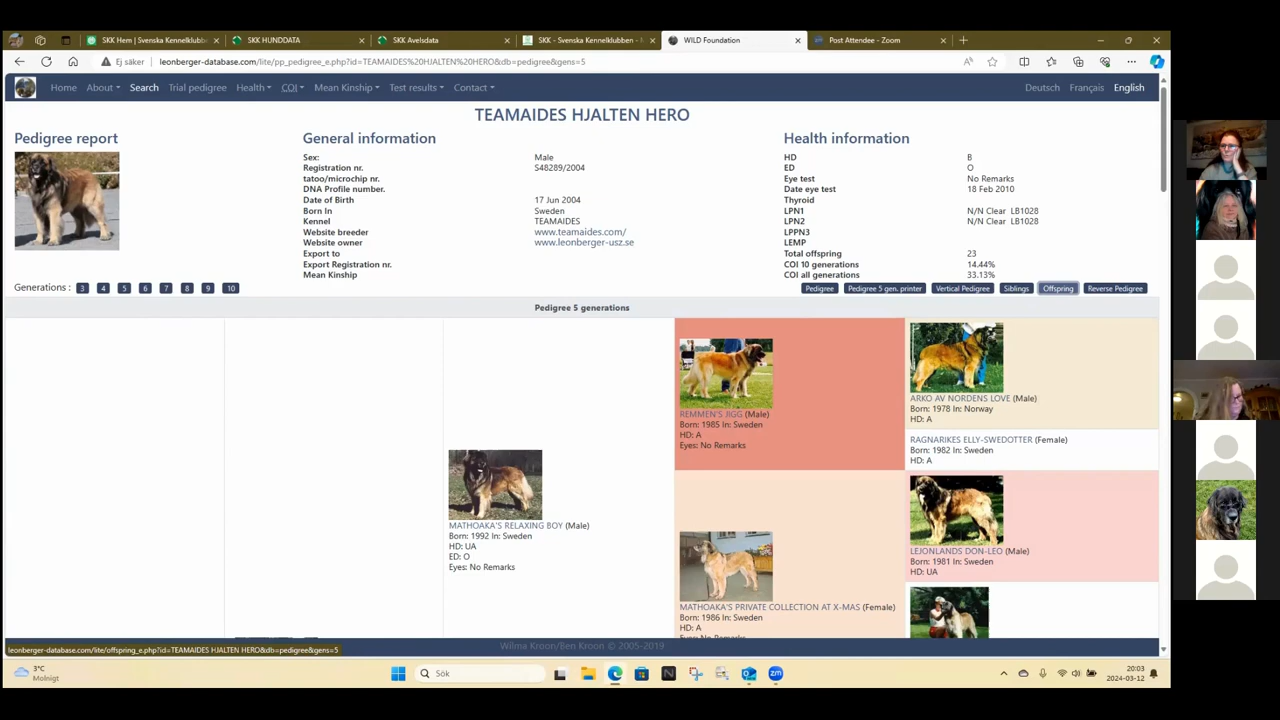 SKK Hem | Svenska Kennelklubb
SKK HUNDDATA
SKK Avelsdata
SKK - Svenska Kennelklubben -
WILD Foundation
Post Attendee - Zoom
Ej säker
leonberger-database.com/lite/pp_pedigree_e.php?id=TEAMAIDES%20HJALTEN%20HERO&db=pedigree&gens=5
Home About Search Trial pedigree Health COI Mean Kinship Test results Contact
Deutsch Français English
TEAMAIDES HJALTEN HERO
Pedigree report
General information
Sex: Male
Registration nr. S48289/2004
tatoo/microchip nr.
DNA Profile number.
Date of Birth 17 Jun 2004
Born In Sweden
Kennel TEAMAIDES
Website breeder www.teamaides.com/
Website owner www.leonberger-usz.se
Export to
Export Registration nr.
Mean Kinship
Health information
HD B
ED O
Eye test No Remarks
Date eye test 18 Feb 2010
Thyroid
LPN1 N/N Clear LB1028
LPN2 N/N Clear LB1028
LPPN3
LEMP
Total offspring 23
COI 10 generations 14.44%
COI all generations 33.13%
Generations : 3 4 5 6 7 8 9 10
Pedigree Pedigree 5 gen. printer Vertical Pedigree Siblings Offspring Reverse Pedigree
Pedigree 5 generations
MATHOAKA'S RELAXING BOY (Male)
Born: 1992 In: Sweden
HD: UA
ED: O
Eyes: No Remarks
REMMEN'S JIGG (Male)
Born: 1985 In: Sweden
HD: A
Eyes: No Remarks
MATHOAKA'S PRIVATE COLLECTION AT X-MAS (Female)
Born: 1986 In: Sweden
HD: A
Eyes: No Remarks
ARKO AV NORDENS LOVE (Male)
Born: 1978 In: Norway
HD: A
RAGNARIKES ELLY-SWEDOTTER (Female)
Born: 1982 In: Sweden
HD: A
LEJONLANDS DON-LEO (Male)
Born: 1981 In: Sweden
HD: UA
Wilma Kroon/Ben Kroon © 2005-2019
leonberger-database.com/lite/offspring_e.php?id=TEAMAIDES HJALTEN HERO&db=pedigree&gens=5
3°C
Molnigt
Sök
zm
20:03
2024-03-12